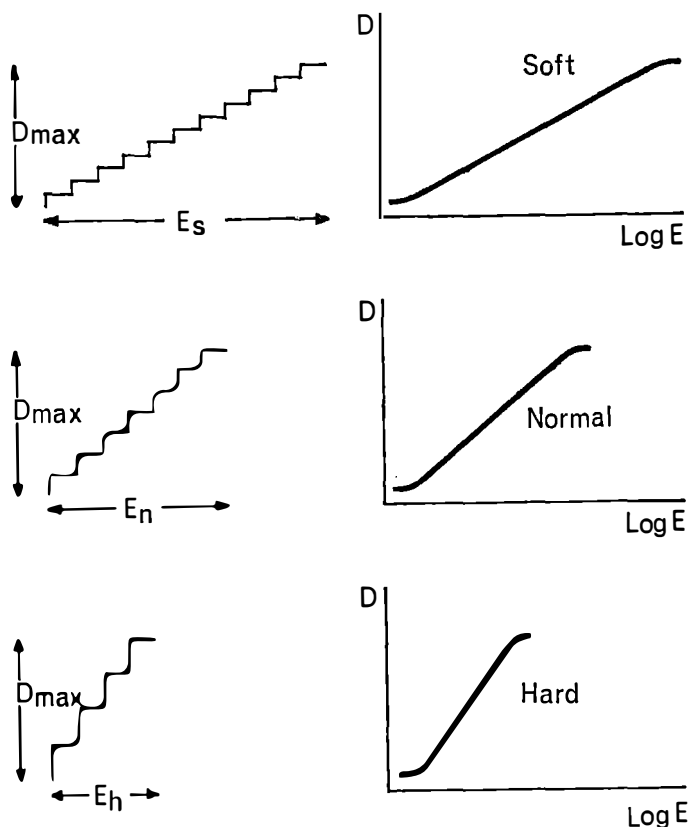 D
Soft
Dmax
Es
Log E
D
Dmax
Normal
En
Log E
D
Dmax
Hard
Eh
Log E